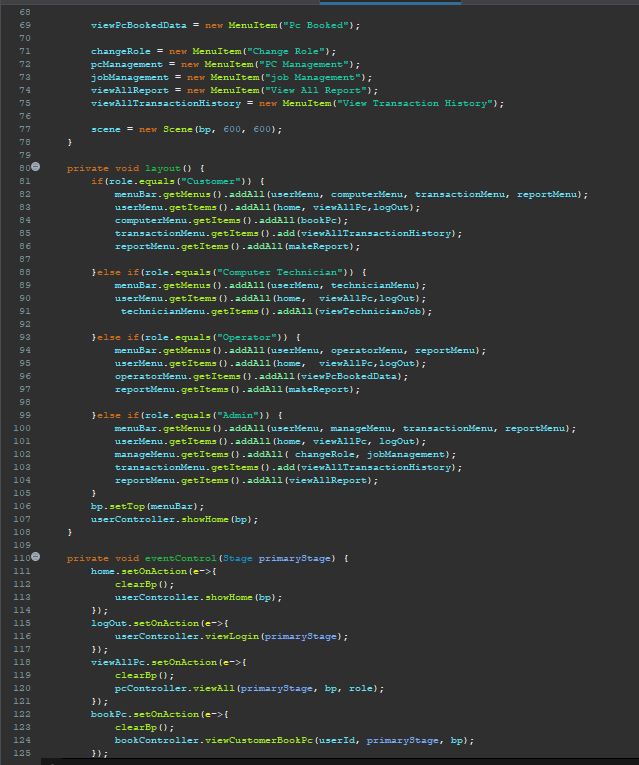 68
69 viewPcBookedData = new MenuItem("Pc Booked");
70
71 changeRole = new MenuItem("Change Role");
72 pcManagement = new MenuItem("PC Management");
73 jobManagement = new MenuItem("job Management");
74 viewAllReport = new MenuItem("View All Report");
75 viewAllTransactionHistory = new MenuItem("View Transaction History");
76
77 scene = new Scene(bp, 600, 600);
78 }
79
80 private void layout() {
81 if(role.equals("Customer")) {
82 menuBar.getMenus().addAll(userMenu, computerMenu, transactionMenu, reportMenu);
83 userMenu.getItems().addAll(home, viewAllPc,logOut);
84 computerMenu.getItems().addAll(bookPc);
85 transactionMenu.getItems().add(viewAllTransactionHistory);
86 reportMenu.getItems().addAll(makeReport);
87
88 }else if(role.equals("Computer Technician")) {
89 menuBar.getMenus().addAll(userMenu, technicianMenu);
90 userMenu.getItems().addAll(home,  viewAllPc,logOut);
91 technicianMenu.getItems().addAll(viewTechnicianJob);
92
93 }else if(role.equals("Operator")) {
94 menuBar.getMenus().addAll(userMenu, operatorMenu, reportMenu);
95 userMenu.getItems().addAll(home,  viewAllPc,logOut);
96 operatorMenu.getItems().addAll(viewPcBookedData);
97 reportMenu.getItems().addAll(makeReport);
98
99 }else if(role.equals("Admin")) {
100 menuBar.getMenus().addAll(userMenu, manageMenu, transactionMenu, reportMenu);
101 userMenu.getItems().addAll(home, viewAllPc, logOut);
102 manageMenu.getItems().addAll( changeRole, jobManagement);
103 transactionMenu.getItems().add(viewAllTransactionHistory);
104 reportMenu.getItems().addAll(viewAllReport);
105 }
106 bp.setTop(menuBar);
107 userController.showHome(bp);
108 }
109
110 private void eventControl(Stage primaryStage) {
111 home.setOnAction(e->{
112 clearBp();
113 userController.showHome(bp);
114 });
115 logOut.setOnAction(e->{
116 userController.viewLogin(primaryStage);
117 });
118 viewAllPc.setOnAction(e->{
119 clearBp();
120 pcController.viewAll(primaryStage, bp, role);
121 });
122 bookPc.setOnAction(e->{
123 clearBp();
124 bookController.viewCustomerBookPc(userId, primaryStage, bp);
125 });